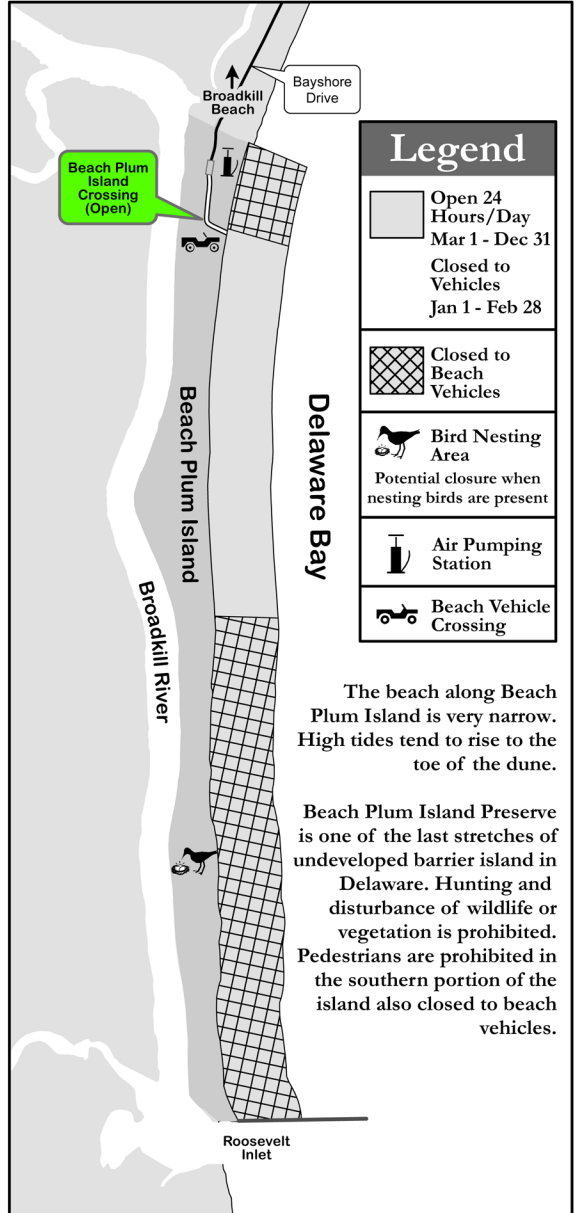 Bayshore
Drive
Broadkill
Beach
Beach Plum
Island
Crossing
(Open)
Legend
Open 24
Hours/Day
Mar 1 - Dec 31
Closed to
Vehicles
Jan 1 - Feb 28
Closed to
Beach
Vehicles
Bird Nesting
Area
Potential closure when
nesting birds are present
Air Pumping
Station
Beach Vehicle
Crossing
Beach Plum Island
Delaware Bay
Broadkill River
The beach along Beach
Plum Island is very narrow.
High tides tend to rise to the
toe of the dune.
Beach Plum Island Preserve
is one of the last stretches of
undeveloped barrier island in
Delaware. Hunting and
disturbance of wildlife or
vegetation is prohibited.
Pedestrians are prohibited in
the southern portion of the
island also closed to beach
vehicles.
Roosevelt
Inlet